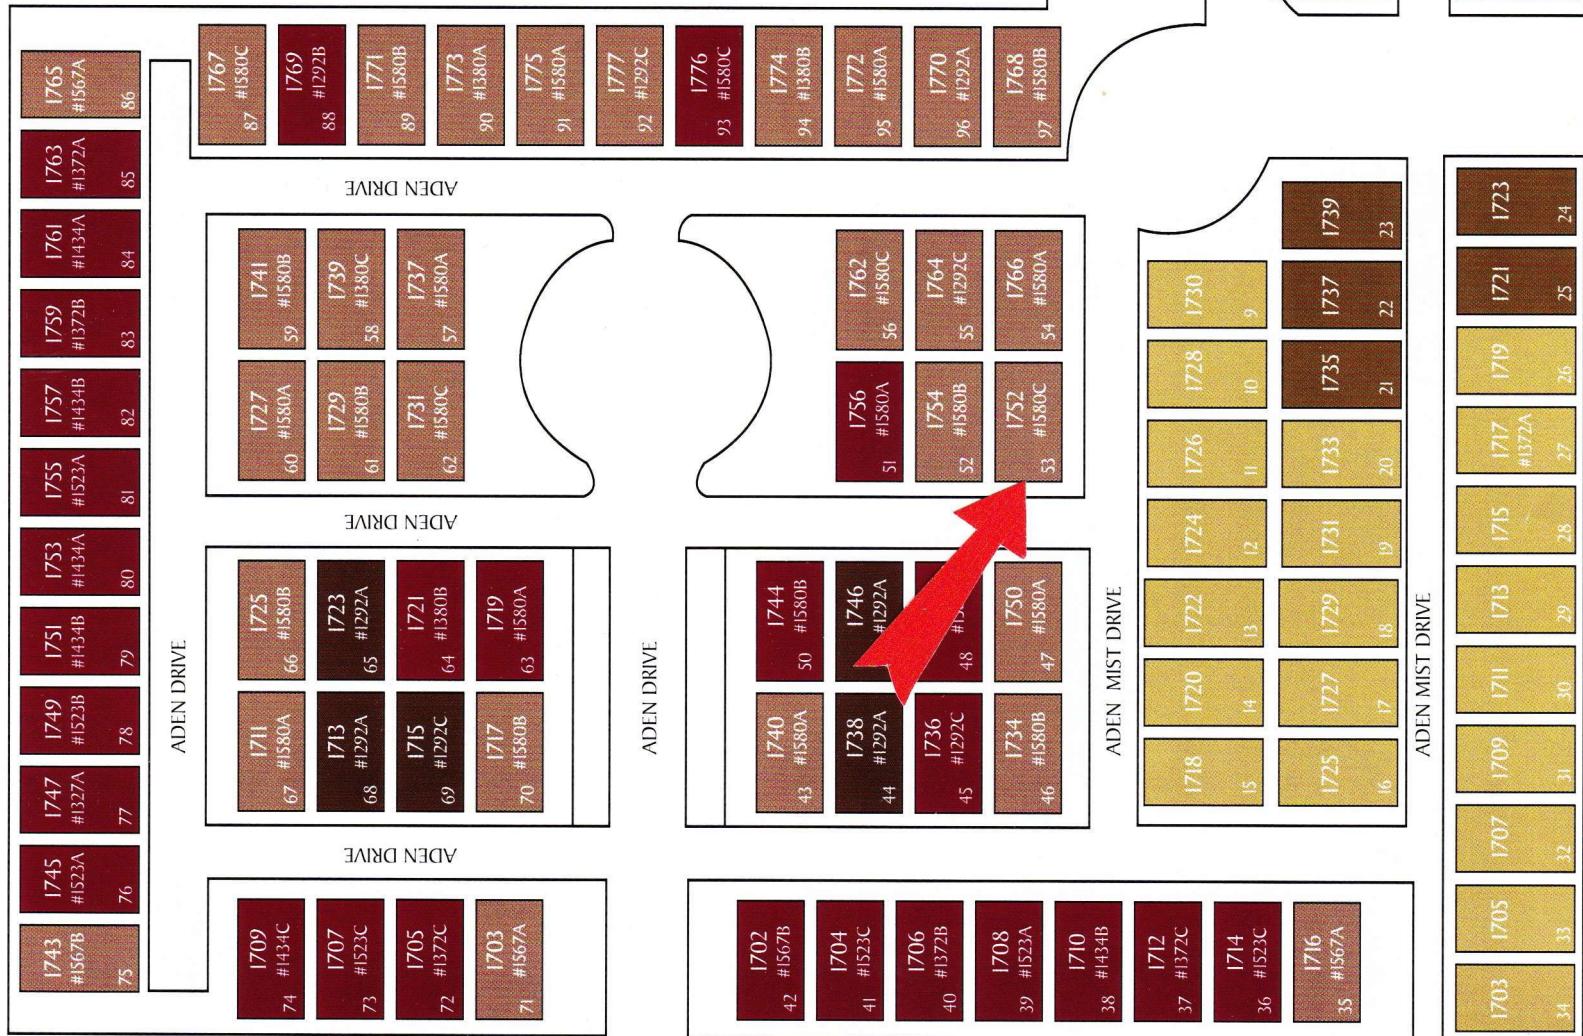 1765
#1567A
86
1763
#1372A
85
1761
#1434A
84
1759
#1372B
83
1757
#1434B
82
1755
#1523A
81
1753
#1434A
80
1751
#1434B
79
1749
#1523B
78
1747
#1327A
77
1745
#1523A
76
1743
#1567B
75
1767
#1580C
87
1769
#1292B
88
1771
#1580B
89
1773
#1380A
90
1775
#1580A
91
1777
#1292C
92
1776
#1580C
93
1774
#1380B
94
1772
#1580A
95
1770
#1292A
96
1768
#1580B
97
ADEN DRIVE
1741
#1580B
59
1739
#1380C
58
1737
#1580A
57
1727
#1580A
60
1729
#1580B
61
1731
#1580C
62
1762
#1580C
56
1764
#1292C
55
1766
#1580A
54
1756
#1580A
51
1754
#1580B
52
1752
#1580C
53
ADEN DRIVE
ADEN DRIVE
1725
#1580B
66
1723
#1292A
65
1721
#1380B
64
1719
#1580A
63
1711
#1580A
67
1713
#1292A
68
1715
#1292C
69
1717
#1580B
70
ADEN DRIVE
1744
#1580B
50
1746
#1292A
48
1750
#1580A
47
1740
#1580A
43
1738
#1292A
44
1736
#1292C
45
1734
#1580B
46
ADEN DRIVE
1709
#1434C
74
1707
#1523C
73
1705
#1372C
72
1703
#1567A
71
1702
#1567B
42
1704
#1523C
41
1706
#1372B
40
1708
#1523A
39
1710
#1434B
38
1712
#1372C
37
1714
#1523C
36
1716
#1567A
35
ADEN MIST DRIVE
1730
9
1728
10
1726
11
1724
12
1722
13
1720
14
1718
15
1739
23
1737
22
1735
21
1733
20
1731
19
1729
18
1727
17
1725
16
ADEN MIST DRIVE
1723
24
1721
25
1719
26
1717
#1372A
27
1715
28
1713
29
1711
30
1709
31
1707
32
1705
33
1703
34